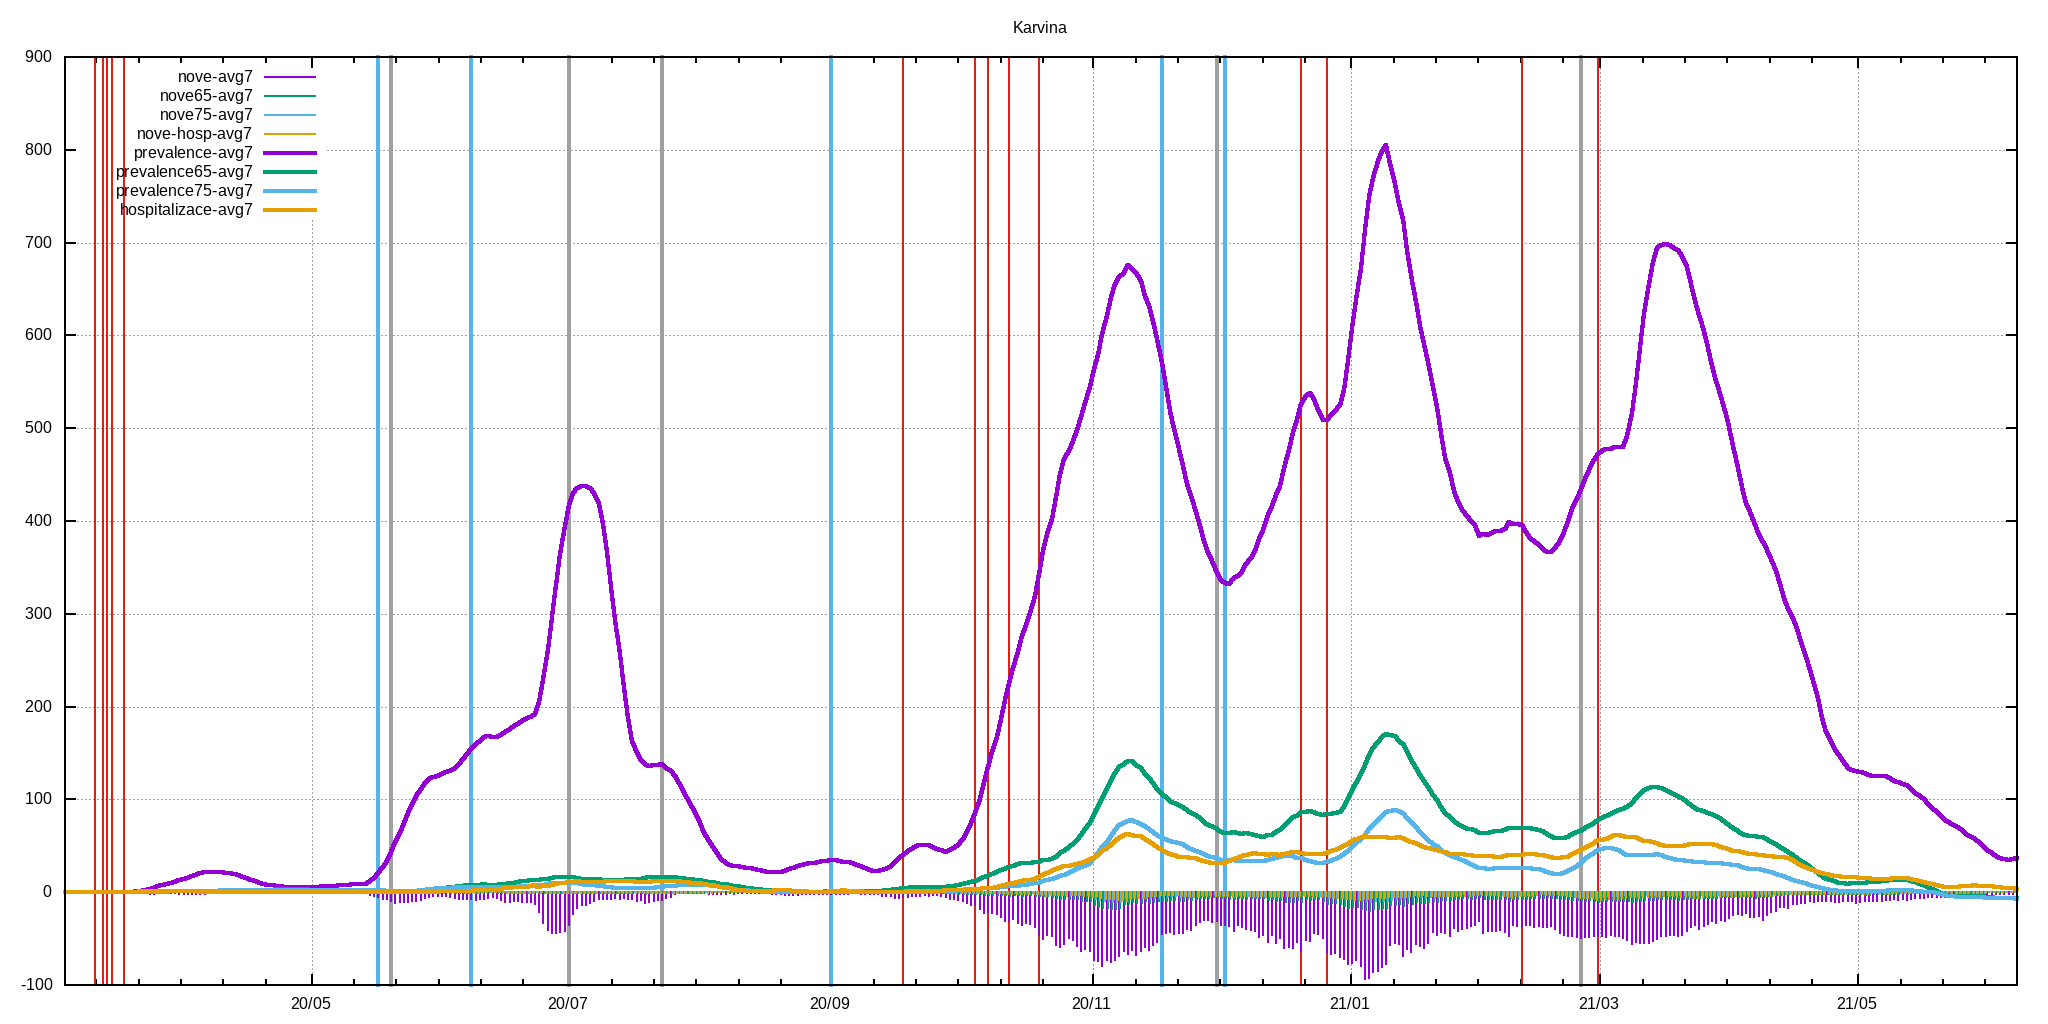 Karvina
900
800
700
600
500
400
300
200
100
0
-100
nove-avg7
nove65-avg7
nove75-avg7
nove-hosp-avg7
prevalence-avg7
prevalence65-avg7
prevalence75-avg7
hospitalizace-avg7
20/05 20/07 20/09 20/11 21/01 21/03 21/05